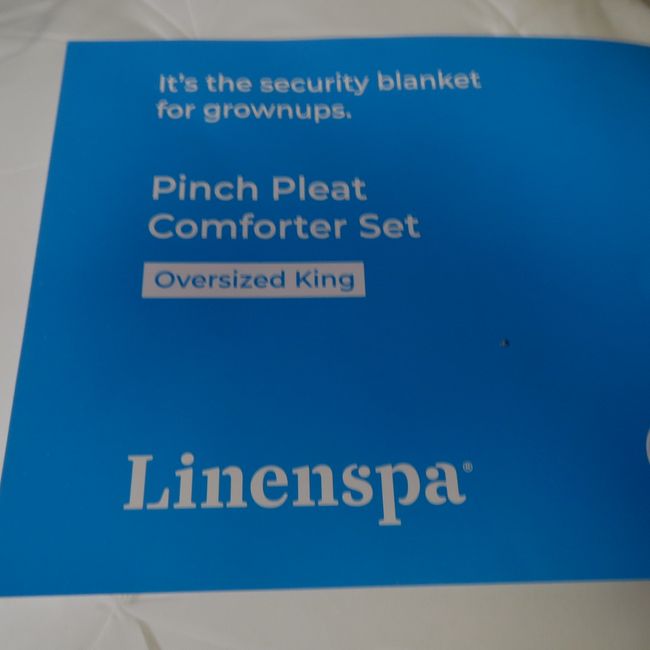 It's the security blanket
for grownups.
Pinch Pleat
Comforter Set
Oversized King
Linenspa®